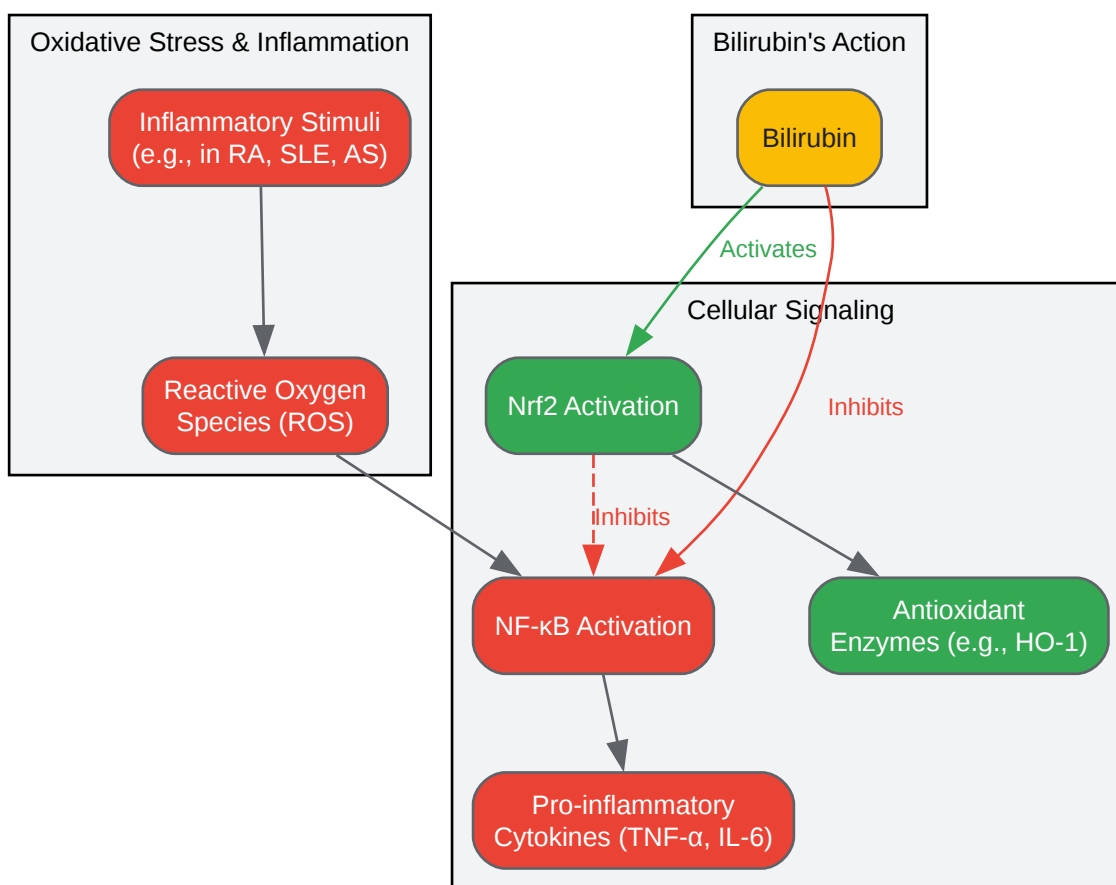 Oxidative Stress & Inflammation
Inflammatory Stimuli
(e.g., in RA, SLE, AS)
Reactive Oxygen
Species (ROS)
Bilirubin's Action
Bilirubin
Activates
Inhibits
Cellular Signaling
Nrf2 Activation
Inhibits
NF-κB Activation
Antioxidant
Enzymes (e.g., HO-1)
Pro-inflammatory
Cytokines (TNF-α, IL-6)